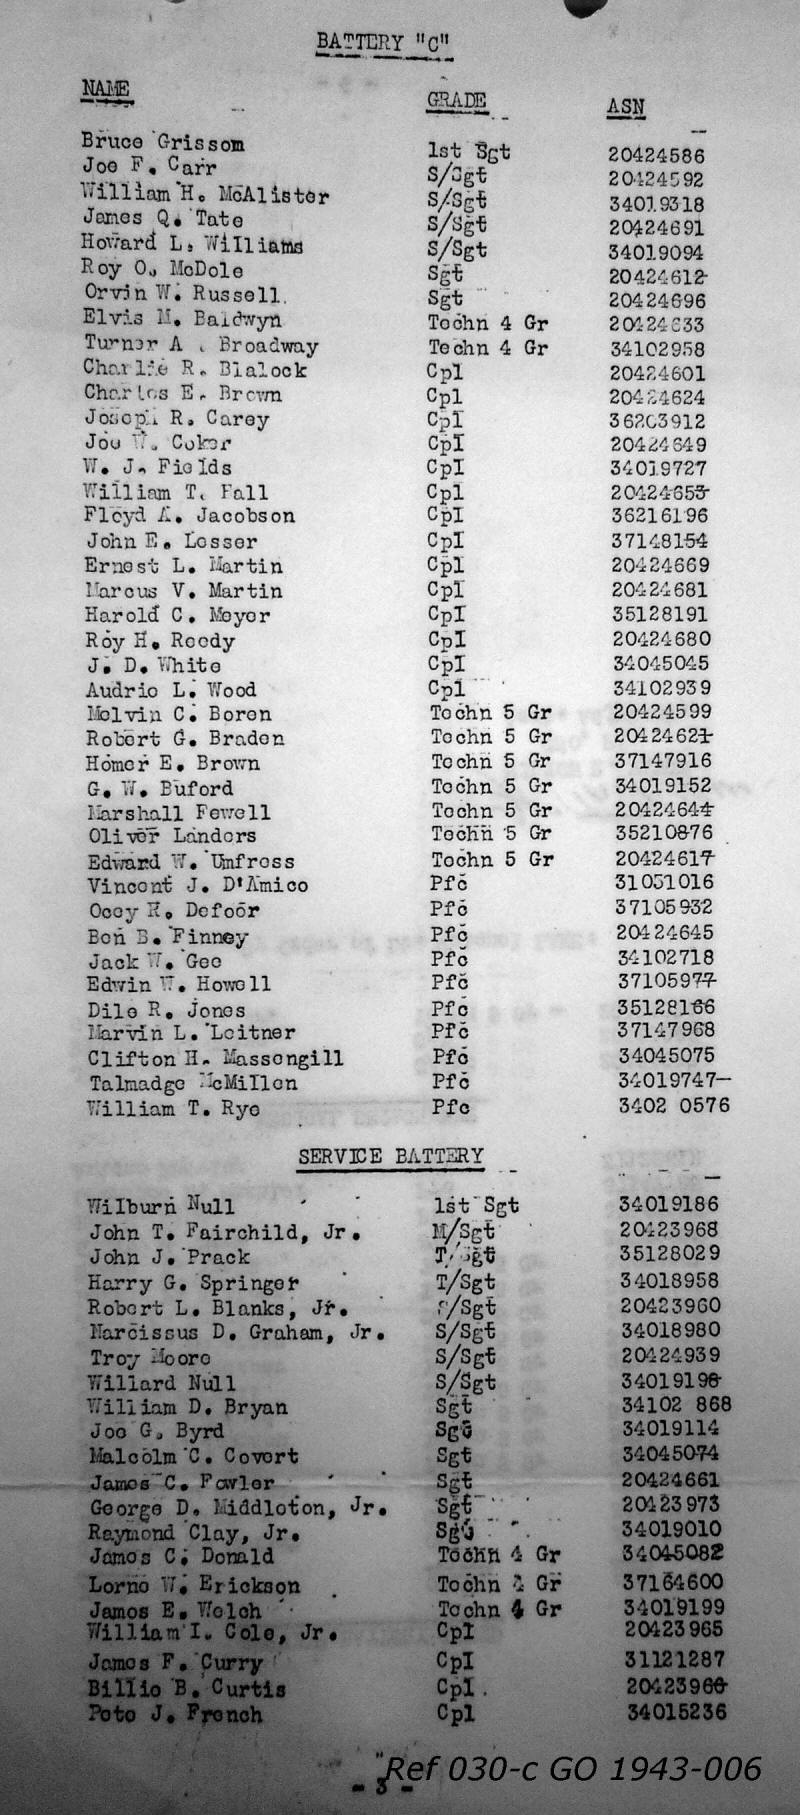 BATTERY "C"
NAME GRADE ASN
Bruce Grissom 1st Sgt 20424586
Joe F. Carr S/Sgt 20424592
William H. McAlister S/Sgt 34019318
James Q. Tate S/Sgt 20424691
Howard L. Williams S/Sgt 34019094
Roy O. McDole Sgt 20424612
Orvin W. Russell Sgt 20424696
Elvis M. Baldwyn Techn 4 Gr 20424633
Turner A. Broadway Techn 4 Gr 34102958
Charlie R. Blalock Cpl 20424601
Charles E. Brown Cpl 20424624
Joseph R. Carey Cpl 36203912
Joe W. Coker Cpl 20424649
W. J. Fields Cpl 34019727
William T. Fall Cpl 20424653
Floyd A. Jacobson Cpl 36216196
John E. Lesser Cpl 37148154
Ernest L. Martin Cpl 20424669
Marcus V. Martin Cpl 20424681
Harold C. Meyer Cpl 35128191
Roy H. Reedy Cpl 20424680
J. D. White Cpl 34045045
Audrie L. Wood Cpl 34102939
Melvin C. Boren Techn 5 Gr 20424599
Robert G. Braden Techn 5 Gr 20424621
Homer E. Brown Techn 5 Gr 37147916
G. W. Buford Techn 5 Gr 34019152
Marshall Fewell Techn 5 Gr 20424644
Oliver Landers Techn 5 Gr 35210876
Edward W. Umfress Techn 5 Gr 20424617
Vincent J. D'Amico Pfc 31051016
Ocey R. Defoor Pfc 37105932
Ben B. Finney Pfc 20424645
Jack W. Gee Pfc 34102718
Edwin W. Howell Pfc 37105977
Dile R. Jones Pfc 35128166
Marvin L. Leitner Pfc 37147968
Clifton H. Massengill Pfc 34045075
Talmadge McMillen Pfc 34019747
William T. Rye Pfc 3402 0576
SERVICE BATTERY
Wilburn Null 1st Sgt 34019186
John T. Fairchild, Jr. M/Sgt 20423968
John J. Prack T/Sgt 35128029
Harry G. Springer T/Sgt 34018958
Robert L. Blanks, Jr. S/Sgt 20423960
Narcissus D. Graham, Jr. S/Sgt 34018980
Troy Moore S/Sgt 20424939
Willard Null S/Sgt 34019196
William D. Bryan Sgt 34102 868
Joe G. Byrd Sgt 34019114
Malcolm C. Covert Sgt 34045074
James C. Fowler Sgt 20424661
George D. Middleton, Jr. Sgt 20423973
Raymond Clay, Jr. Sgt 34019010
James C. Donald Techn 4 Gr 34045082
Lorne W. Erickson Techn 4 Gr 37164600
James E. Welch Techn 4 Gr 34019199
William I. Cole, Jr. Cpl 20423965
James F. Curry Cpl 31121287
Billie B. Curtis Cpl 20423966
Pete J. French Cpl 34015236
Ref 030-c GO 1943-006
- 3 -